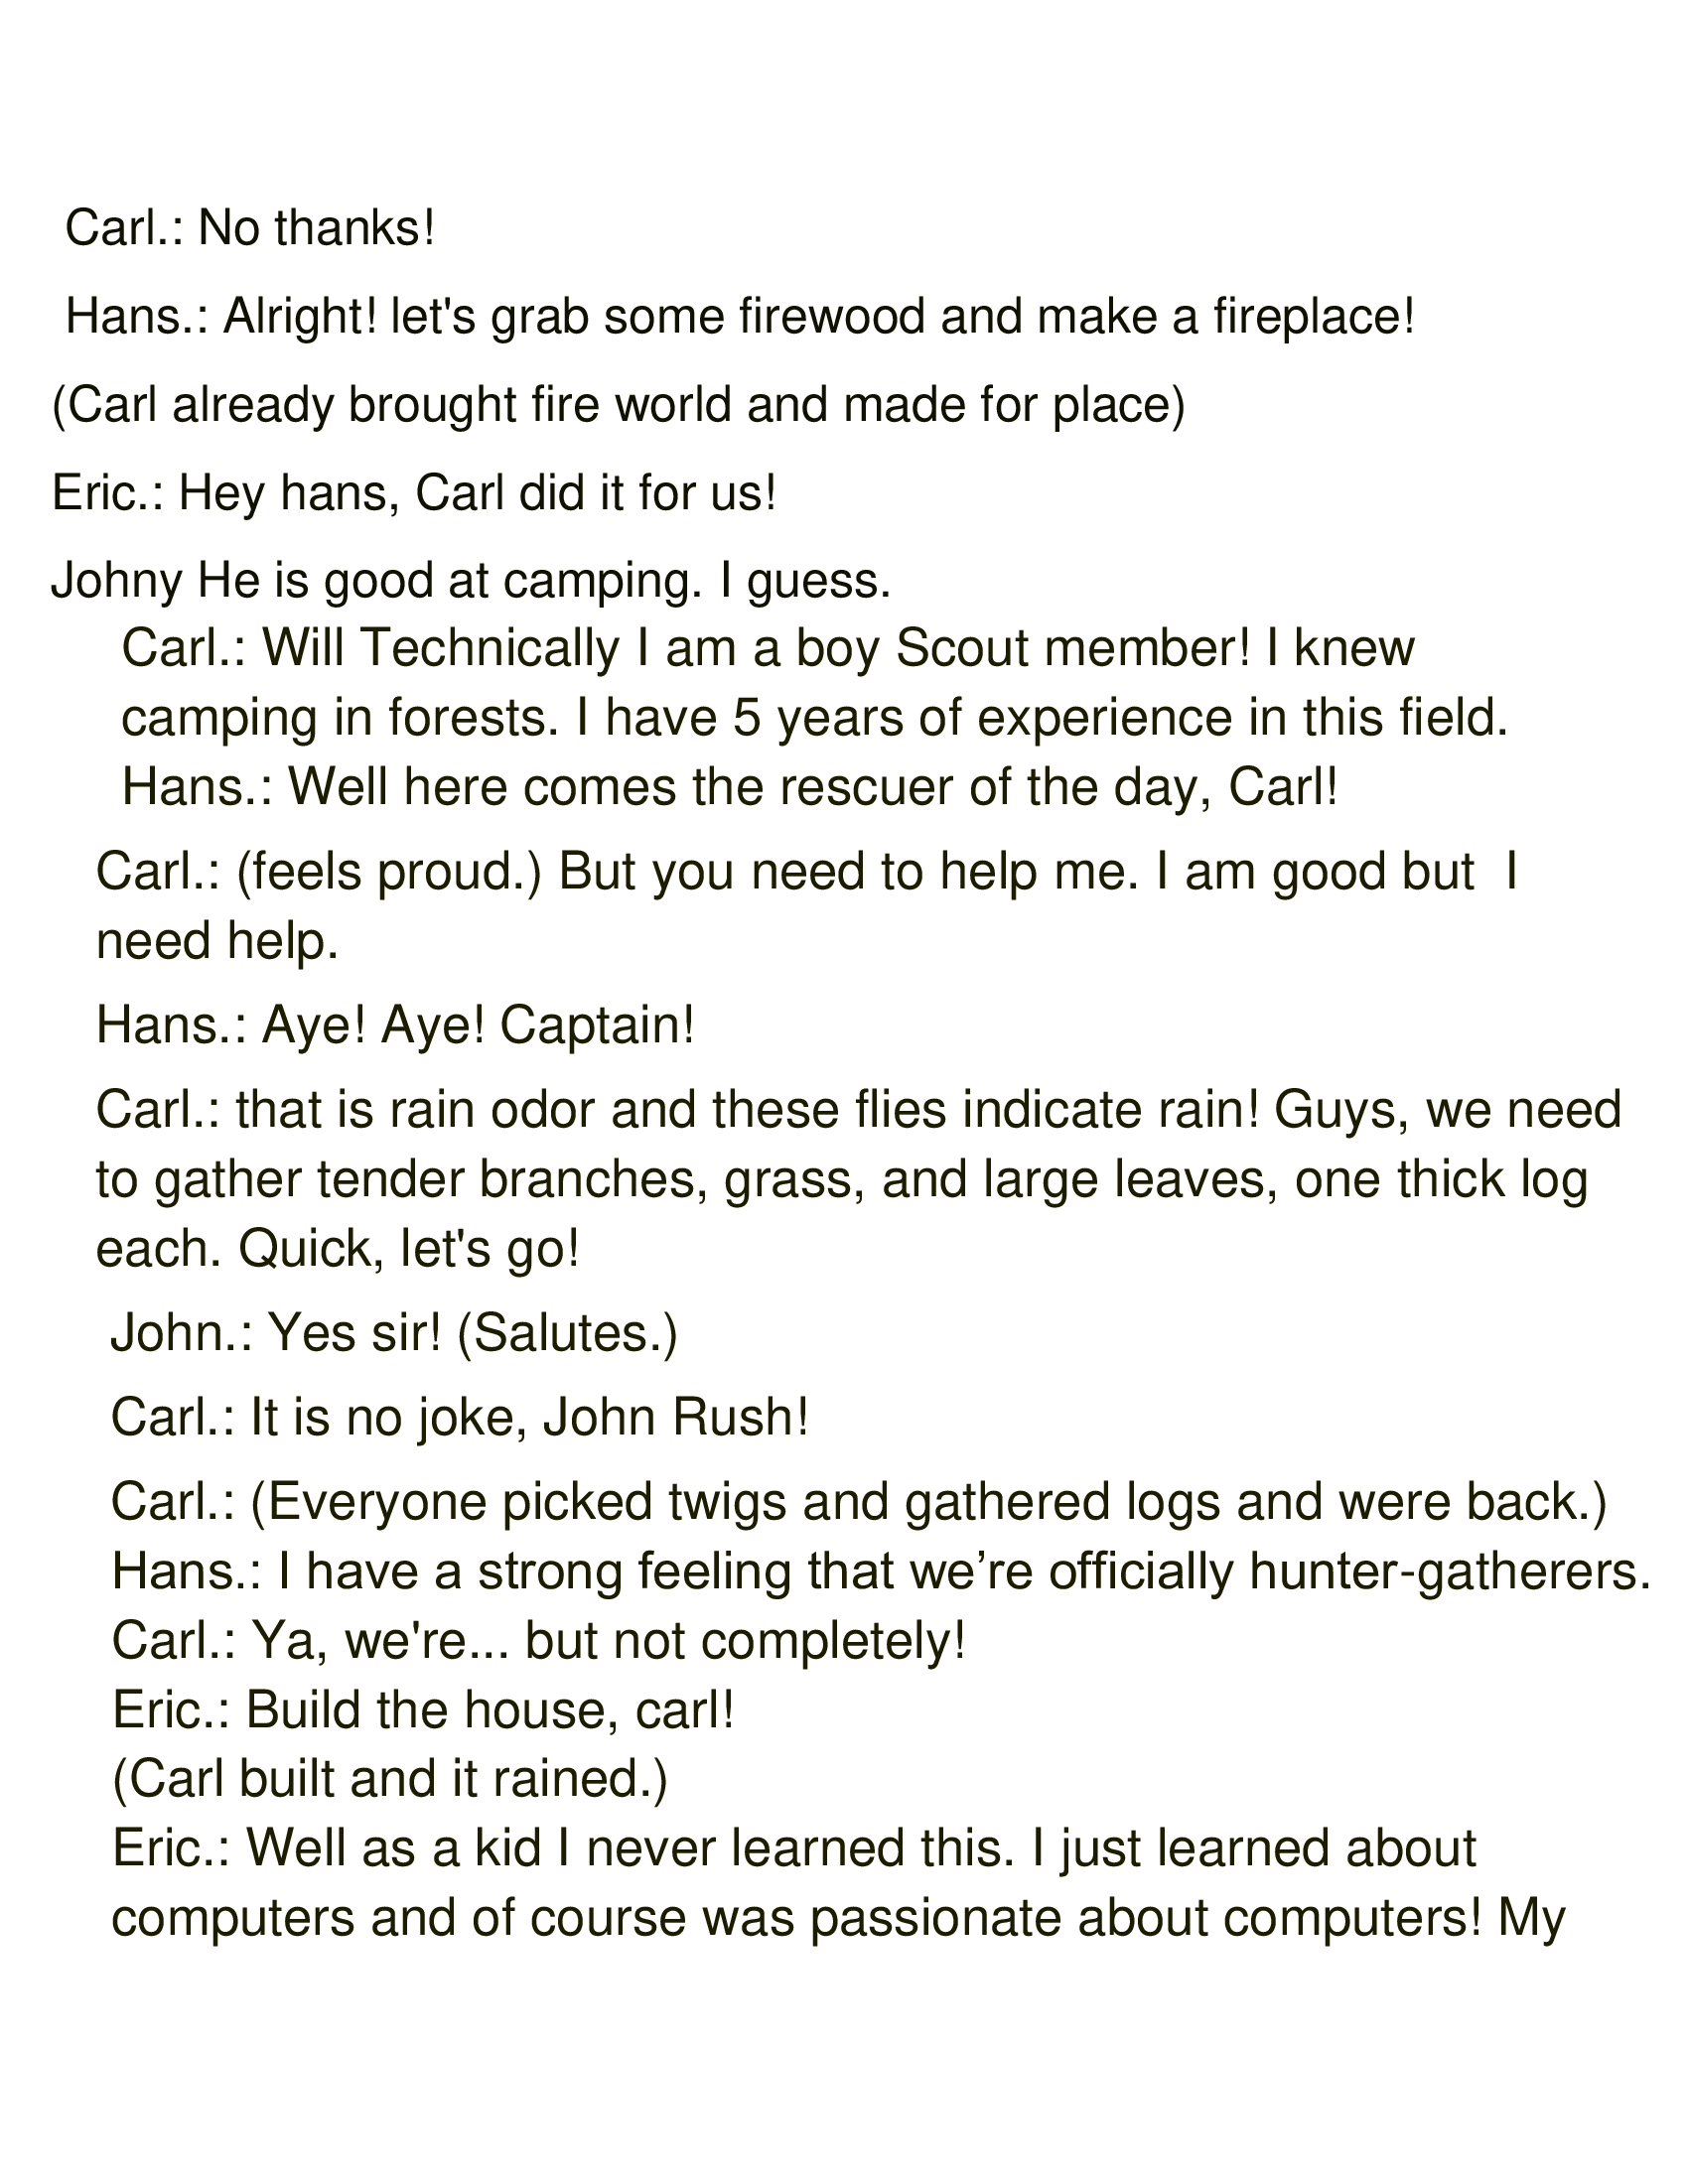 Carl.: No thanks!
Hans.: Alright! let's grab some firewood and make a fireplace!
(Carl already brought fire world and made for place)
Eric.: Hey hans, Carl did it for us!
Johny He is good at camping. I guess.
Carl.: Will Technically I am a boy Scout member! I knew
camping in forests. I have 5 years of experience in this field.
Hans.: Well here comes the rescuer of the day, Carl!
Carl.: (feels proud.) But you need to help me. I am good but  I
need help.
Hans.: Aye! Aye! Captain!
Carl.: that is rain odor and these flies indicate rain! Guys, we need
to gather tender branches, grass, and large leaves, one thick log
each. Quick, let's go!
John.: Yes sir! (Salutes.)
Carl.: It is no joke, John Rush!
Carl.: (Everyone picked twigs and gathered logs and were back.)
Hans.: I have a strong feeling that we’re officially hunter-gatherers.
Carl.: Ya, we're... but not completely!
Eric.: Build the house, carl!
(Carl built and it rained.)
Eric.: Well as a kid I never learned this. I just learned about
computers and of course was passionate about computers! My